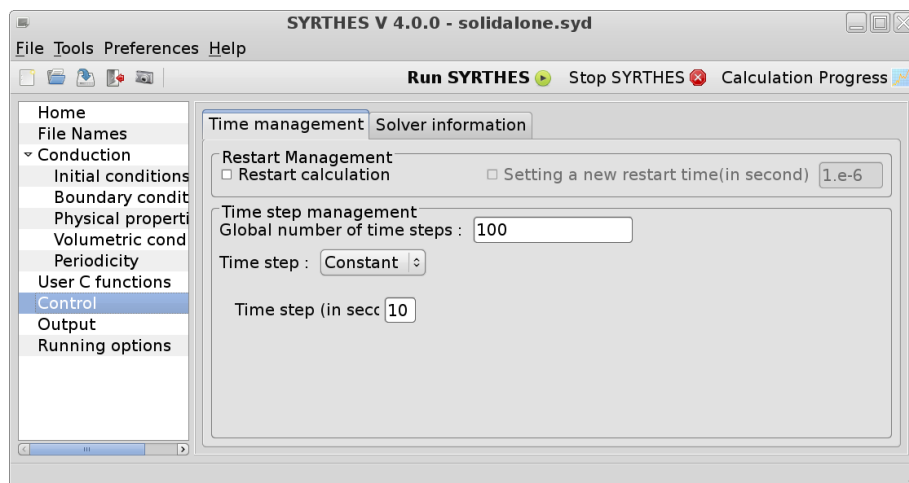 SYRTHES V 4.0.0 - solidalone.syd
File Tools Preferences Help
Run SYRTHES Stop SYRTHES Calculation Progress
Home
File Names
Conduction
Initial conditions
Boundary condit
Physical properti
Volumetric cond
Periodicity
User C functions
Control
Output
Running options
Time management Solver information
Restart Management
Restart calculation Setting a new restart time(in second) 1.e-6
Time step management
Global number of time steps : 100
Time step : Constant
Time step (in sec 10